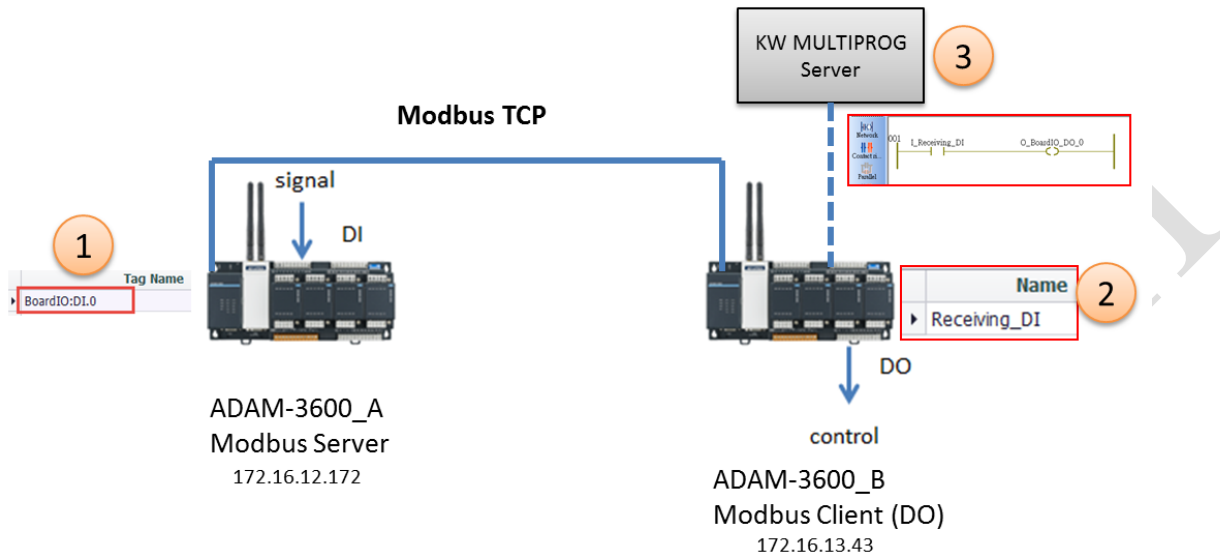 KW MULTIPROG
Server
3
Modbus TCP
Network
001
I_Receiving_DI
O_BoardIO_DO_0
Contact n...
Parallel
signal
DI
1
Tag Name
BoardIO:DI.0
Name
2
Receiving_DI
DO
control
ADAM-3600_A
Modbus Server
172.16.12.172
ADAM-3600_B
Modbus Client (DO)
172.16.13.43